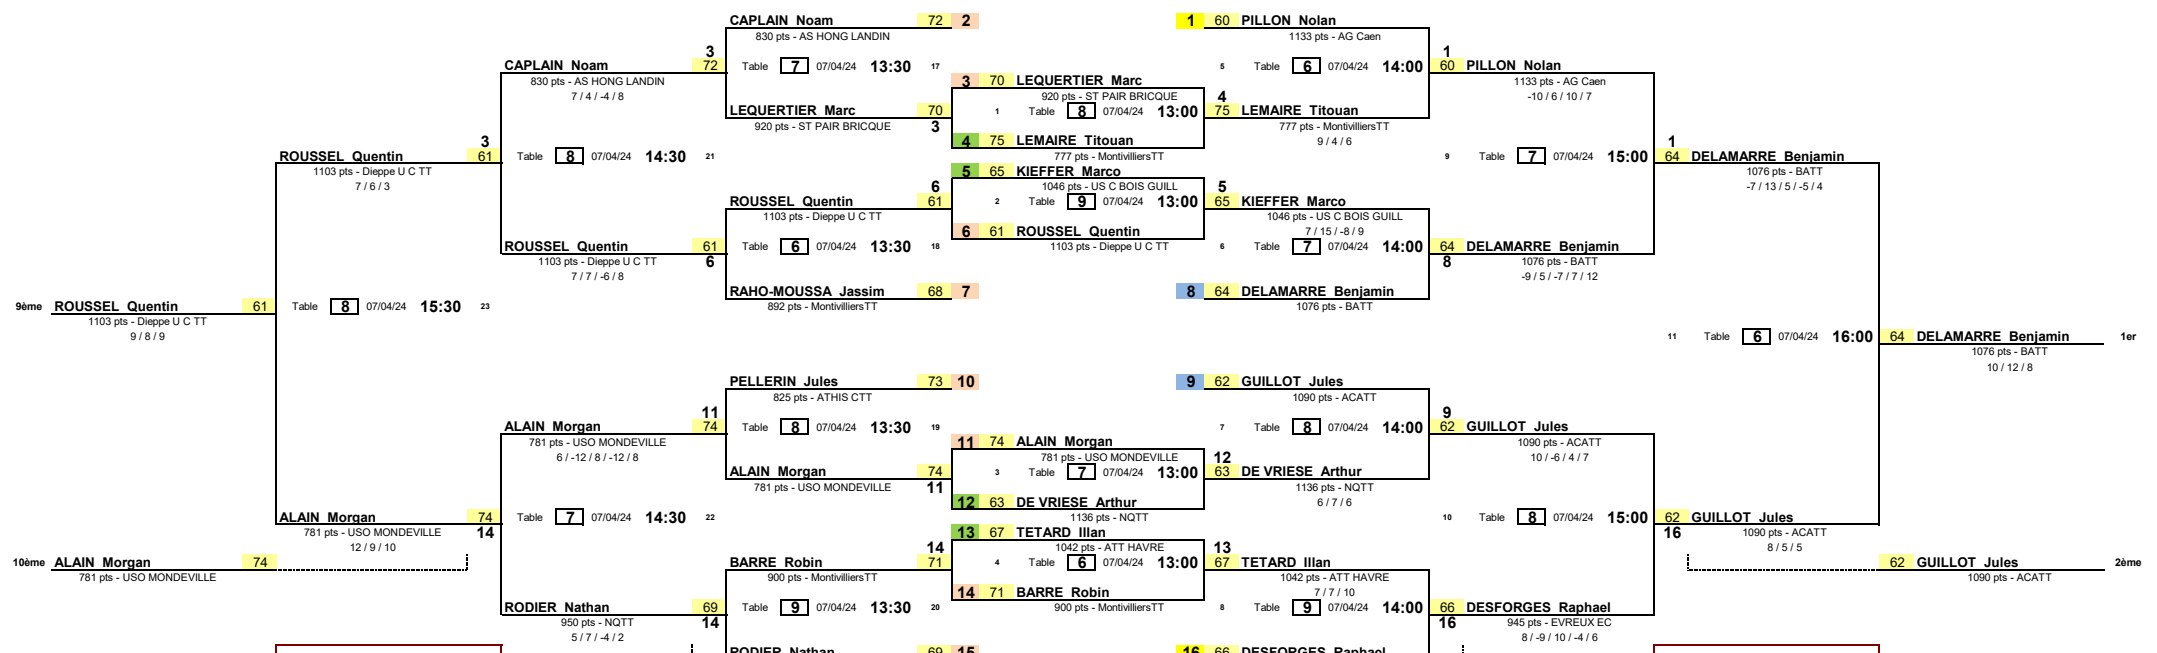 CAPLAIN Noam 72 2 1 60 PILLON Nolan
830 pts - AS HONG LANDIN 1133 pts - AG Caen
3 1
CAPLAIN Noam 72 Table 7 07/04/24 13:30 17 5 Table 6 07/04/24 14:00 60 PILLON Nolan
830 pts - AS HONG LANDIN 3 70 LEQUERTIER Marc 1133 pts - AG Caen
7 / 4 / -4 / 8 920 pts - ST PAIR BRICQUE 4 -10 / 6 / 10 / 7
LEQUERTIER Marc 70 1 Table 8 07/04/24 13:00 75 LEMAIRE Titouan
920 pts - ST PAIR BRICQUE 3 777 pts - MontivilliersTT
3 4 75 LEMAIRE Titouan 9 / 4 / 6 1
ROUSSEL Quentin 61 Table 8 07/04/24 14:30 21 777 pts - MontivilliersTT 9 Table 7 07/04/24 15:00 64 DELAMARRE Benjamin
1103 pts - Dieppe U C TT 5 65 KIEFFER Marco 1076 pts - BATT
7 / 6 / 3 6 1046 pts - US C BOIS GUILL 5 -7 / 13 / 5 / -5 / 4
ROUSSEL Quentin 61 2 Table 9 07/04/24 13:00 65 KIEFFER Marco
1103 pts - Dieppe U C TT 1046 pts - US C BOIS GUILL
6 61 ROUSSEL Quentin 7 / 15 / -8 / 9
ROUSSEL Quentin 61 Table 6 07/04/24 13:30 18 1103 pts - Dieppe U C TT 6 Table 7 07/04/24 14:00 64 DELAMARRE Benjamin
1103 pts - Dieppe U C TT 6 8 1076 pts - BATT
7 / 7 / -6 / 8 -9 / 5 / -7 / 7 / 12
RAHO-MOUSSA Jassim 68 7 8 64 DELAMARRE Benjamin
9ème ROUSSEL Quentin 61 Table 8 07/04/24 15:30 23 892 pts - MontivilliersTT 1076 pts - BATT
1103 pts - Dieppe U C TT
9 / 8 / 9 11 Table 6 07/04/24 16:00 64 DELAMARRE Benjamin 1er
1076 pts - BATT
10 / 12 / 8
PELLERIN Jules 73 10 9 62 GUILLOT Jules
825 pts - ATHIS CTT 1090 pts - ACATT
11 9
ALAIN Morgan 74 Table 8 07/04/24 13:30 19 7 Table 8 07/04/24 14:00 62 GUILLOT Jules
781 pts - USO MONDEVILLE 11 74 ALAIN Morgan 1090 pts - ACATT
6 / -12 / 8 / -12 / 8 781 pts - USO MONDEVILLE 12 10 / -6 / 4 / 7
ALAIN Morgan 74 3 Table 7 07/04/24 13:00 63 DE VRIESE Arthur
781 pts - USO MONDEVILLE 11 1136 pts - NQTT
12 63 DE VRIESE Arthur 6 / 7 / 6
ALAIN Morgan 74 Table 7 07/04/24 14:30 22 1136 pts - NQTT 10 Table 8 07/04/24 15:00 62 GUILLOT Jules
781 pts - USO MONDEVILLE 14 13 67 TETARD Illan 16 1090 pts - ACATT
12 / 9 / 10 14 1042 pts - ATT HAVRE 13 8 / 5 / 5
10ème ALAIN Morgan 74 BARRE Robin 71 4 Table 6 07/04/24 13:00 67 TETARD Illan 62 GUILLOT Jules 2ème
781 pts - USO MONDEVILLE 900 pts - MontivilliersTT 1042 pts - ATT HAVRE 1090 pts - ACATT
14 71 BARRE Robin 7 / 7 / 10
RODIER Nathan 69 Table 9 07/04/24 13:30 20 900 pts - MontivilliersTT 8 Table 9 07/04/24 14:00 66 DESFORGES Raphael
950 pts - NQTT 14 16 945 pts - EVREUX EC
5 / 7 / -4 / 2 8 / -9 / 10 / -4 / 6
RODIER Nathan 69 15 16 66 DESFORGES Raphael